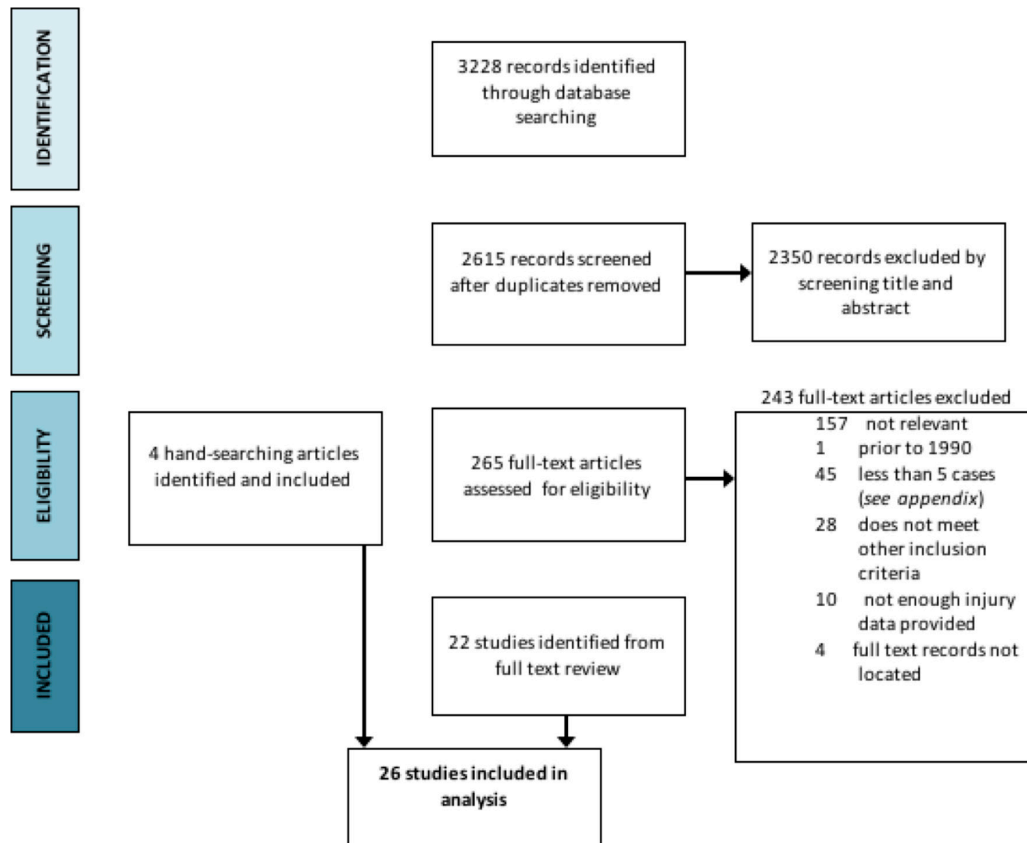 IDENTIFICATION
3228 records identified
through database
searching
SCREENING
2615 records screened
after duplicates removed
2350 records excluded by
screening title and
abstract
ELIGIBILITY
4 hand-searching articles
identified and included
265 full-text articles
assessed for eligibility
243 full-text articles excluded
157 not relevant
1 prior to 1990
45 less than 5 cases
(see appendix)
28 does not meet
other inclusion
criteria
10 not enough injury
data provided
4 full text records not
located
INCLUDED
22 studies identified from
full text review
26 studies included in
analysis